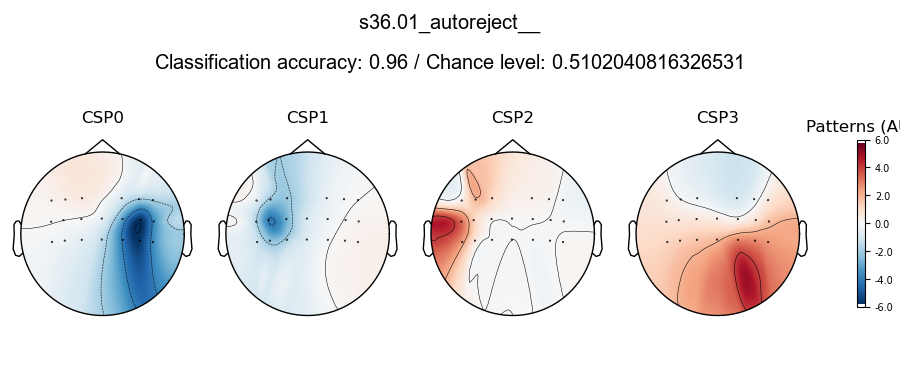 s36.01_autoreject__
Classification accuracy: 0.96 / Chance level: 0.5102040816326531
CSP0 CSP1 CSP2 CSP3 Patterns (AU
6.0
4.0
2.0
0.0
-2.0
-4.0
-6.0